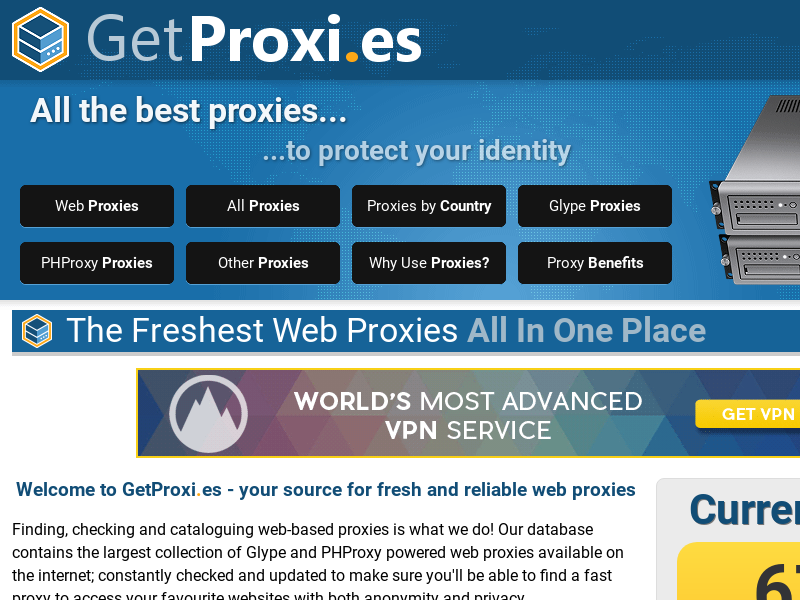 GetProxi.es
All the best proxies...
...to protect your identity
Web Proxies
All Proxies
Proxies by Country
Glype Proxies
PHProxy Proxies
Other Proxies
Why Use Proxies?
Proxy Benefits
The Freshest Web Proxies All In One Place
WORLD'S MOST ADVANCED
VPN SERVICE
GET VPN
Welcome to GetProxi.es - your source for fresh and reliable web proxies
Finding, checking and cataloguing web-based proxies is what we do! Our database
contains the largest collection of Glype and PHProxy powered web proxies available on
the internet; constantly checked and updated to make sure you'll be able to find a fast
proxy to access your favourite websites with both anonymity and privacy.